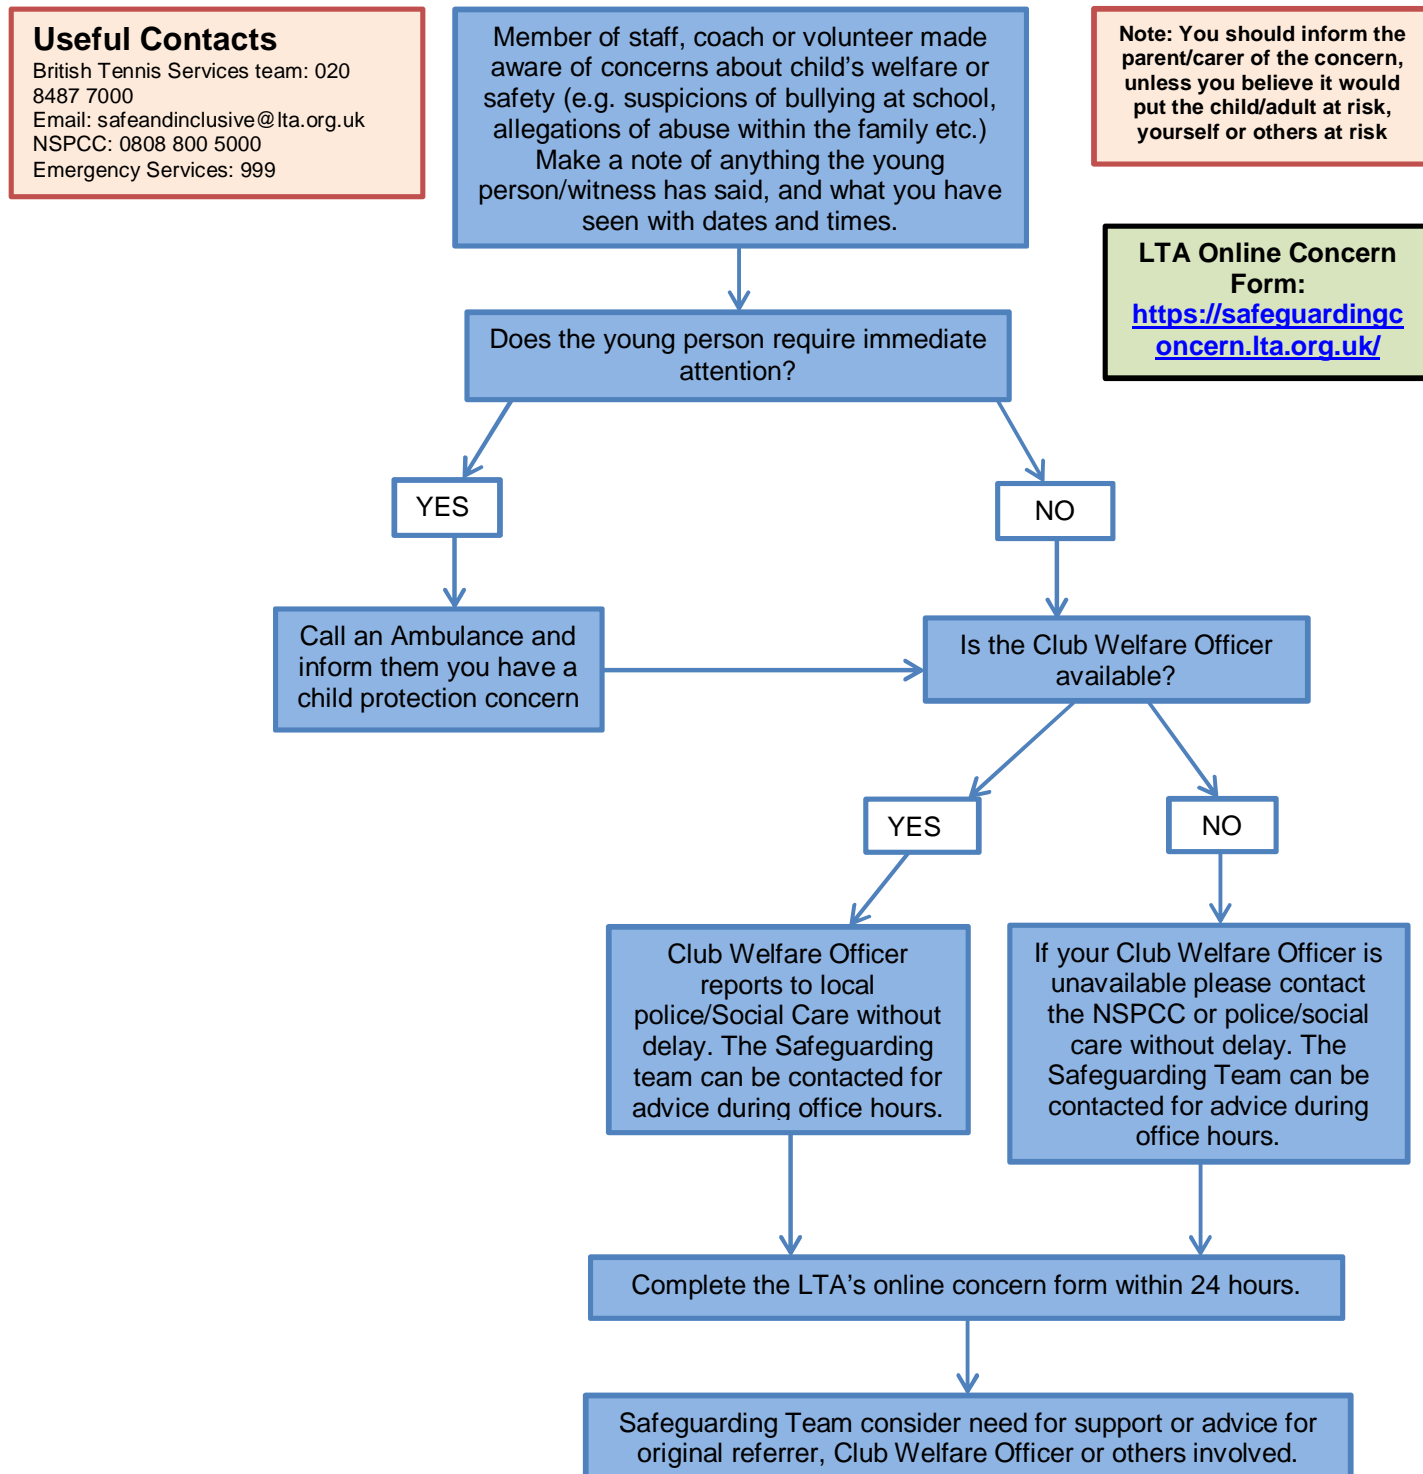 Useful Contacts
British Tennis Services team: 020
8487 7000
Email: safeandinclusive@lta.org.uk
NSPCC: 0808 800 5000
Emergency Services: 999
Member of staff, coach or volunteer made
aware of concerns about child’s welfare or
safety (e.g. suspicions of bullying at school,
allegations of abuse within the family etc.)
Make a note of anything the young
person/witness has said, and what you have
seen with dates and times.
Note: You should inform the
parent/carer of the concern,
unless you believe it would
put the child/adult at risk,
yourself or others at risk
LTA Online Concern
Form:
https://safeguardingc
oncern.lta.org.uk/
Does the young person require immediate
attention?
YES
NO
Call an Ambulance and
inform them you have a
child protection concern
Is the Club Welfare Officer
available?
YES
NO
Club Welfare Officer
reports to local
police/Social Care without
delay. The Safeguarding
team can be contacted for
advice during office hours.
If your Club Welfare Officer is
unavailable please contact
the NSPCC or police/social
care without delay. The
Safeguarding Team can be
contacted for advice during
office hours.
Complete the LTA’s online concern form within 24 hours.
Safeguarding Team consider need for support or advice for
original referrer, Club Welfare Officer or others involved.